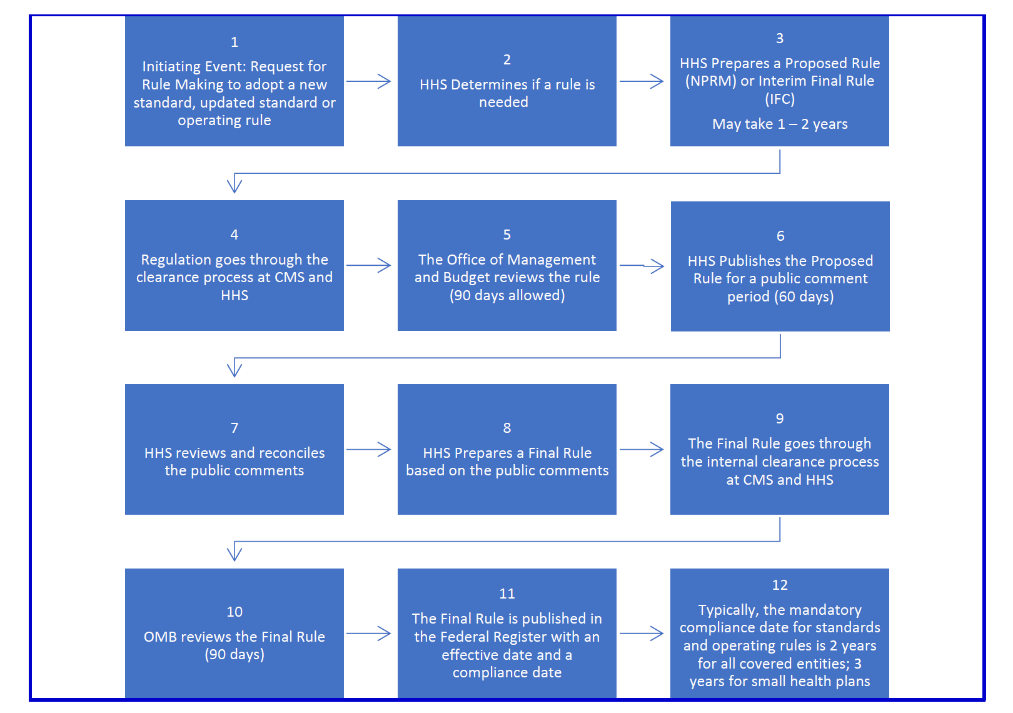 1
Initiating Event: Request for
Rule Making to adopt a new
standard, updated standard or
operating rule
2
HHS Determines if a rule is
needed
3
HHS Prepares a Proposed Rule
(NPRM) or Interim Final Rule
(IFC)
May take 1 – 2 years
4
Regulation goes through the
clearance process at CMS and
HHS
5
The Office of Management
and Budget reviews the rule
(90 days allowed)
6
HHS Publishes the Proposed
Rule for a public comment
period (60 days)
7
HHS reviews and reconciles
the public comments
8
HHS Prepares a Final Rule
based on the public comments
9
The Final Rule goes through
the internal clearance process
at CMS and HHS
10
OMB reviews the Final Rule
(90 days)
11
The Final Rule is published in
the Federal Register with an
effective date and a
compliance date
12
Typically, the mandatory
compliance date for standards
and operating rules is 2 years
for all covered entities; 3
years for small health plans